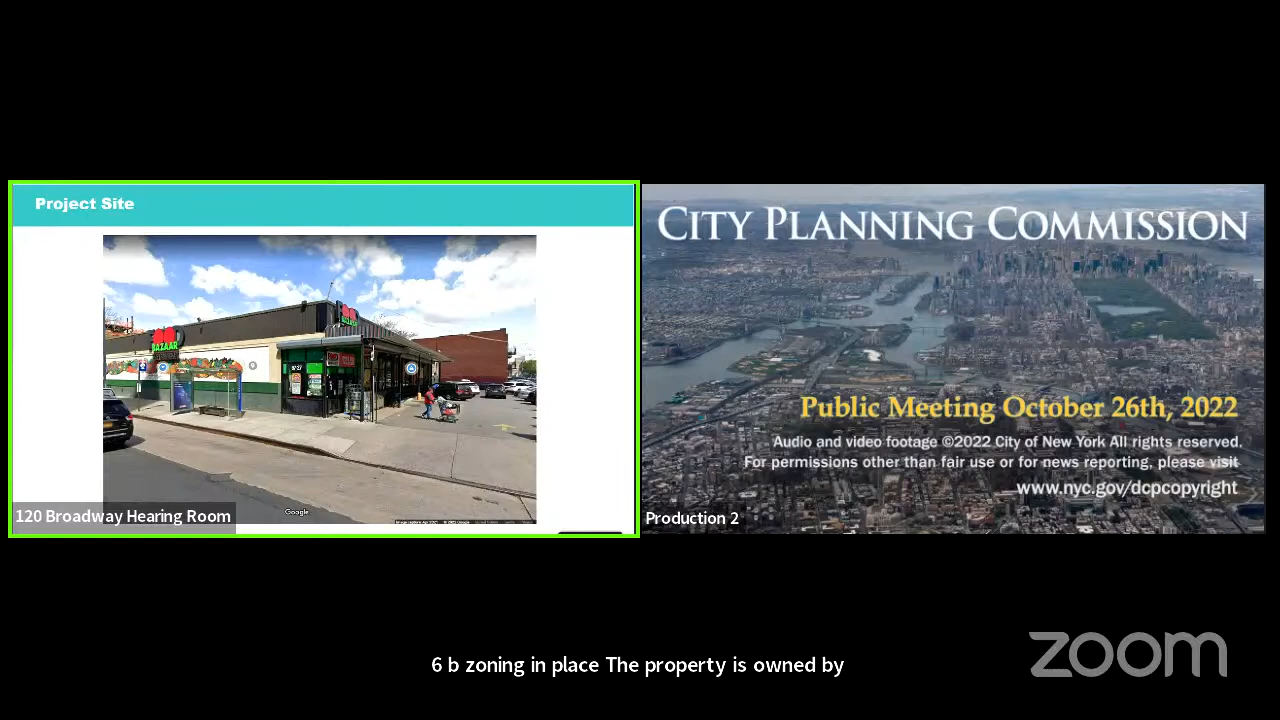 Project Site
BAZAAR
Google
120 Broadway Hearing Room
CITY PLANNING COMMISSION
Public Meeting October 26th, 2022
Audio and video footage ©2022 City of New York All rights reserved.
For permissions other than fair use or for news reporting, please visit
www.nyc.gov/dcpcopyright
Production 2
6 b zoning in place The property is owned by
zoom